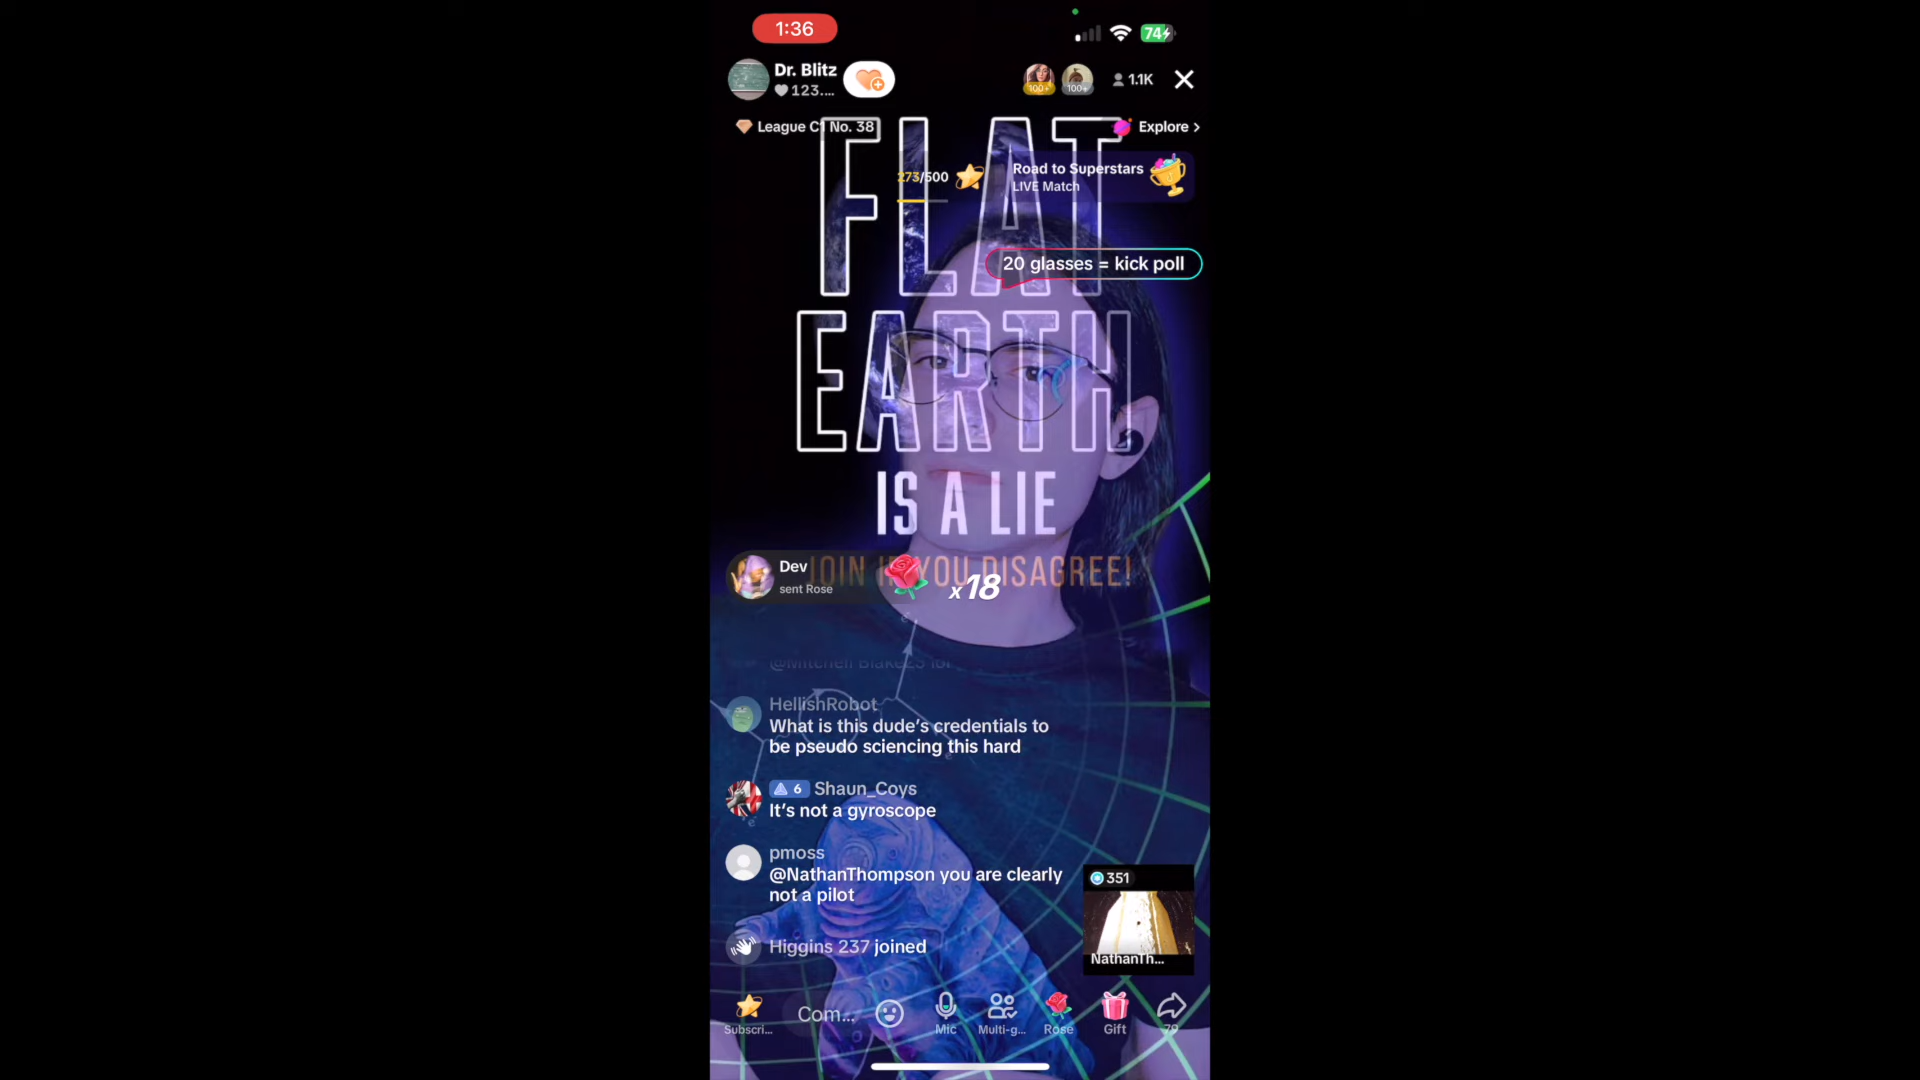 1:36
74
Dr. Blitz
123....
100+
100+
1.1K
League C1 No. 38
Explore >
273/500
Road to Superstars
LIVE Match
20 glasses = kick poll
FLAT
EARTH
IS A LIE
JOIN IF YOU DISAGREE!
Dev
sent Rose
x18
HellishRobot
What is this dude's credentials to
be pseudo sciencing this hard
6 Shaun_Coys
It's not a gyroscope
pmoss
@NathanThompson you are clearly
not a pilot
Higgins 237 joined
351
NathanTh...
Subscri...
Com...
Mic
Multi-g...
Rose
Gift
79